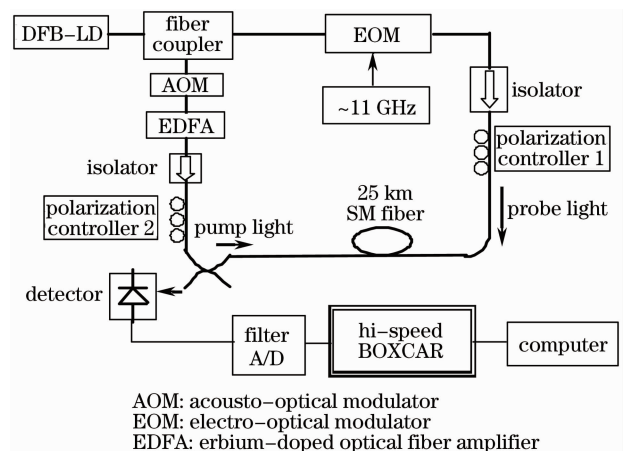 DFB-LD
fiber
coupler
EOM
AOM
~11 GHz
isolator
EDFA
polarization
controller 1
isolator
25 km
SM fiber
probe light
polarization
controller 2
pump light
detector
filter
A/D
hi-speed
BOXCAR
computer
AOM: acousto-optical modulator
EOM: electro-optical modulator
EDFA: erbium-doped optical fiber amplifier